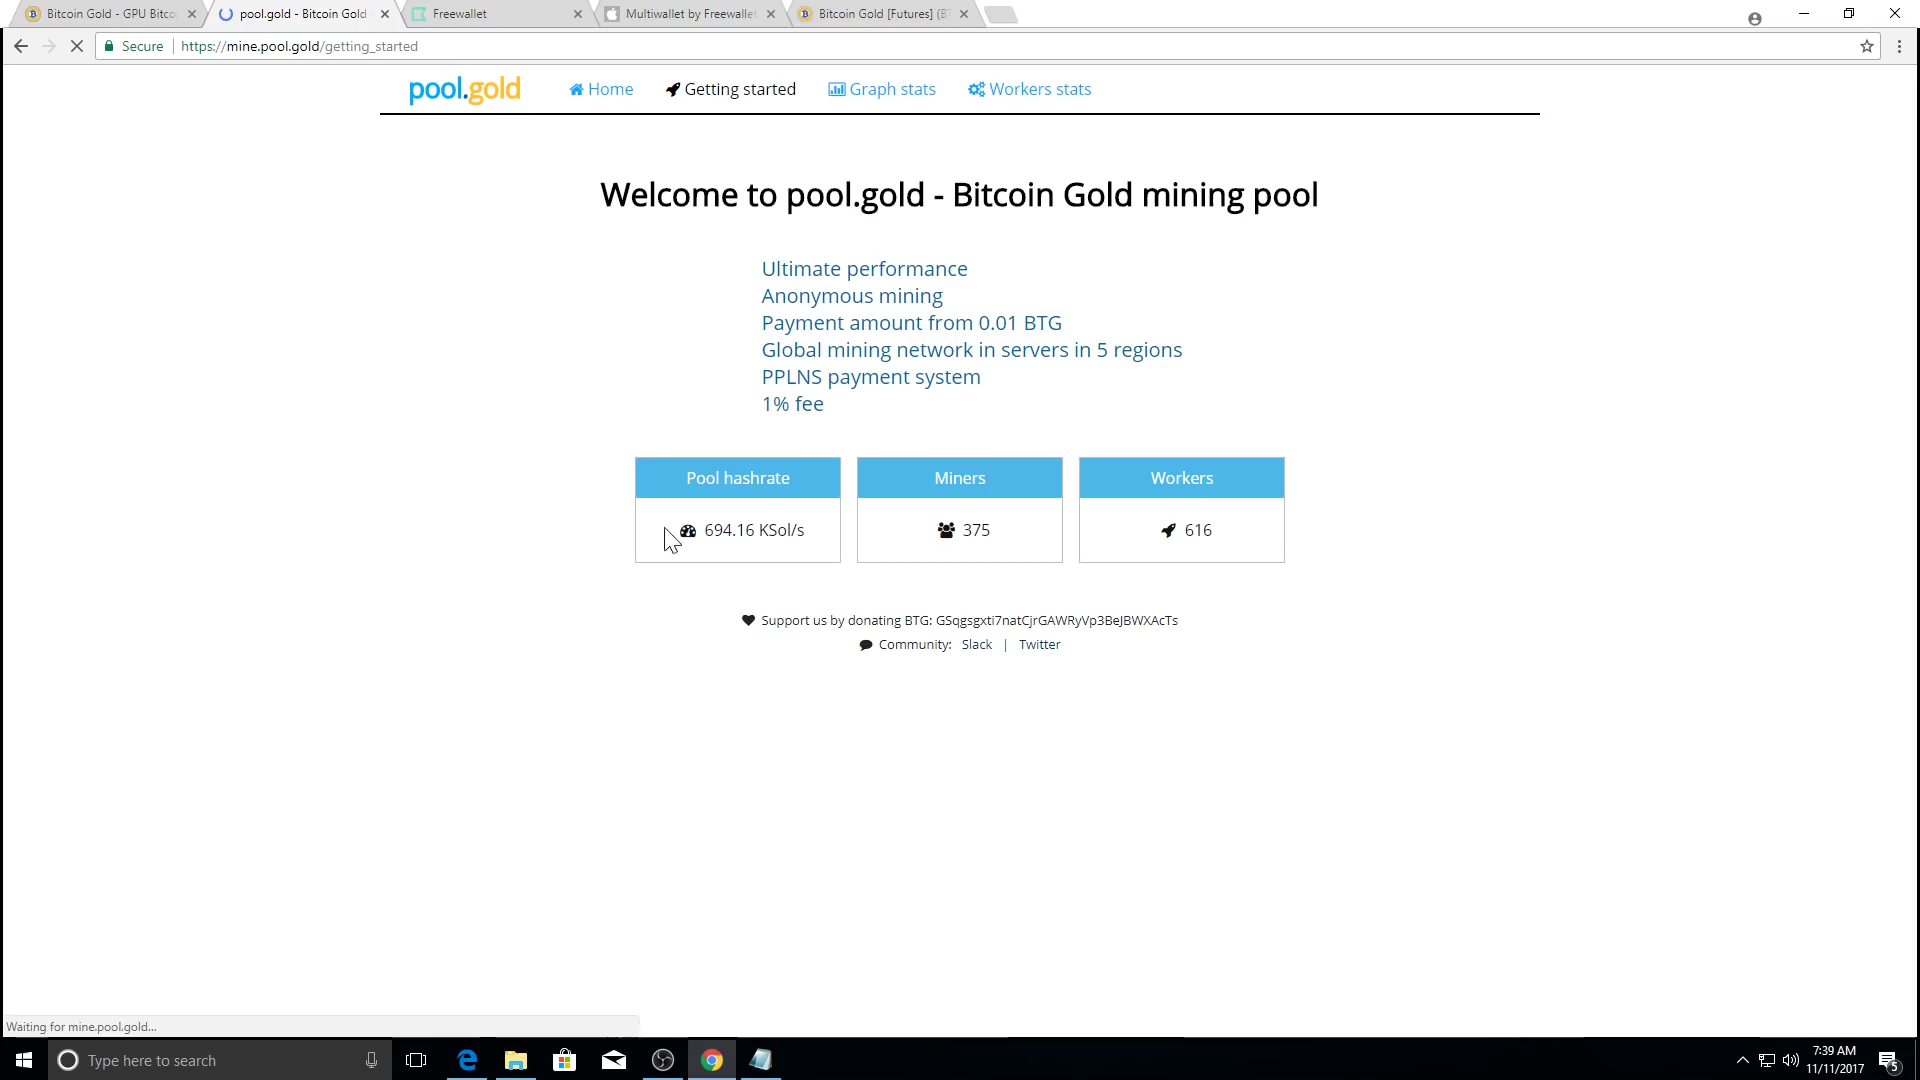 Bitcoin Gold - GPU Bitco
pool.gold - Bitcoin Gold
Freewallet
Multiwallet by Freewallet
Bitcoin Gold [Futures] (BT
Secure
https://mine.pool.gold/getting_started
pool.gold
Home
Getting started
Graph stats
Workers stats
Welcome to pool.gold - Bitcoin Gold mining pool
Ultimate performance
Anonymous mining
Payment amount from 0.01 BTG
Global mining network in servers in 5 regions
PPLNS payment system
1% fee
Pool hashrate
Miners
Workers
694.16 KSol/s
375
616
Support us by donating BTG: GSqgsgxti7natCjrGAWRyVp3BeJBWXAcTs
Community: Slack | Twitter
Waiting for mine.pool.gold...
Type here to search
7:39 AM
11/11/2017
5